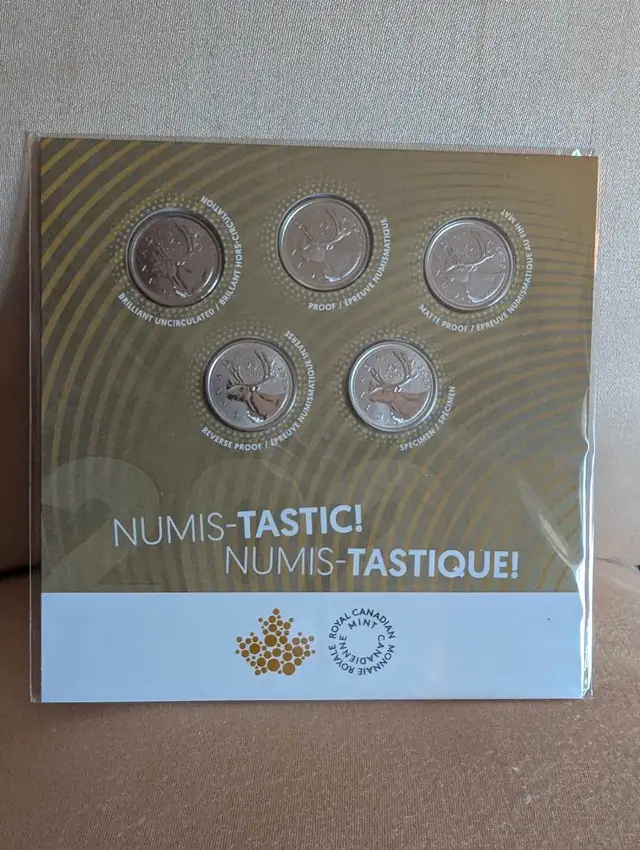 BRILLIANT UNCIRCULATED / BRILLANT HORS-CIRCULATION
PROOF / ÉPREUVE NUMISMATIQUE
MATTE PROOF / ÉPREUVE NUMISMATIQUE AU FINI MAT
REVERSE PROOF / ÉPREUVE NUMISMATIQUE INVERSE
SPECIMEN / SPÉCIMEN
NUMIS-TASTIC!
NUMIS-TASTIQUE!
ROYAL CANADIAN MINT
MONNAIE ROYALE CANADIENNE